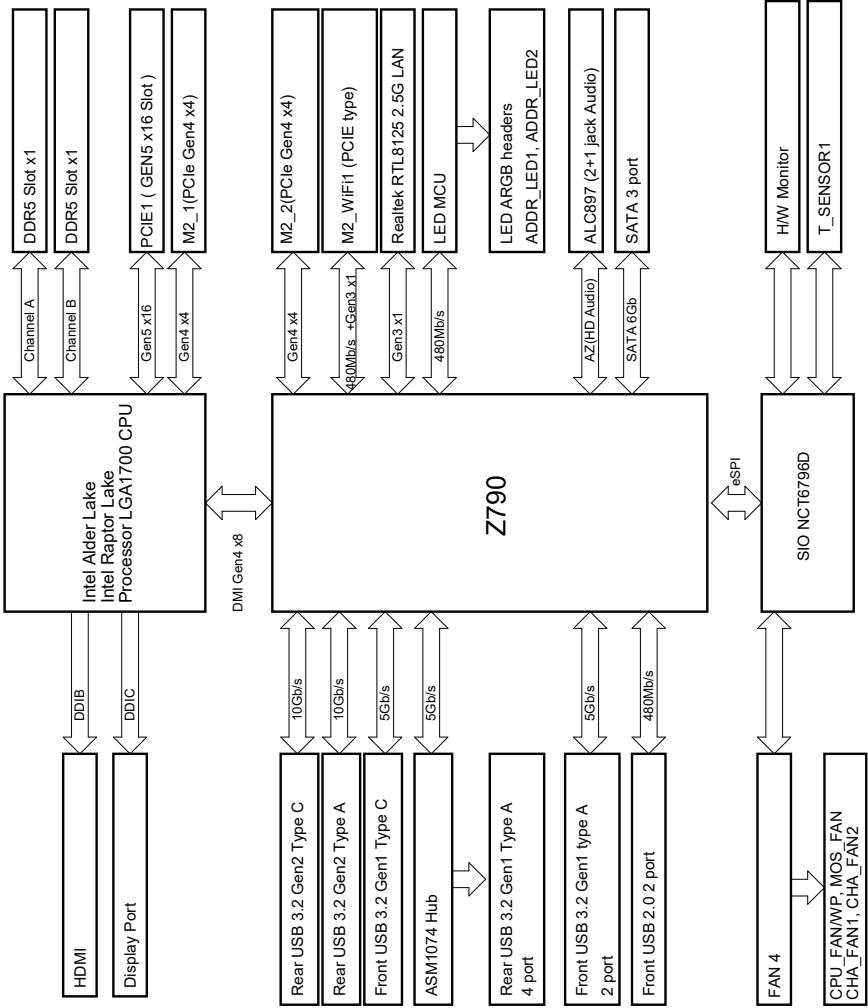 DDR5 Slot x1
DDR5 Slot x1
PCIE1 ( GEN5 x16 Slot )
M2_1(PCIe Gen4 x4)
M2_2(PCIe Gen4 x4)
M2_WiFi1 (PCIE type)
Realtek RTL8125 2.5G LAN
LED MCU
LED ARGB headers
ADDR_LED1, ADDR_LED2
ALC897 (2+1 jack Audio)
SATA 3 port
H/W Monitor
T_SENSOR1
Channel A
Channel B
Gen5 x16
Gen4 x4
Gen4 x4
480Mb/s +Gen3 x1
Gen3 x1
480Mb/s
AZ(HD Audio)
SATA 6Gb
Intel Alder Lake
Intel Raptor Lake
Processor LGA1700 CPU
DMI Gen4 x8
Z790
eSPI
SIO NCT6796D
DDIB
DDIC
10Gb/s
10Gb/s
5Gb/s
5Gb/s
5Gb/s
480Mb/s
HDMI
Display Port
Rear USB 3.2 Gen2 Type C
Rear USB 3.2 Gen2 Type A
Front USB 3.2 Gen1 Type C
ASM1074 Hub
Rear USB 3.2 Gen1 Type A
4 port
Front USB 3.2 Gen1 type A
2 port
Front USB 2.0 2 port
FAN 4
CPU_FAN/WP, MOS_FAN
CHA_FAN1, CHA_FAN2